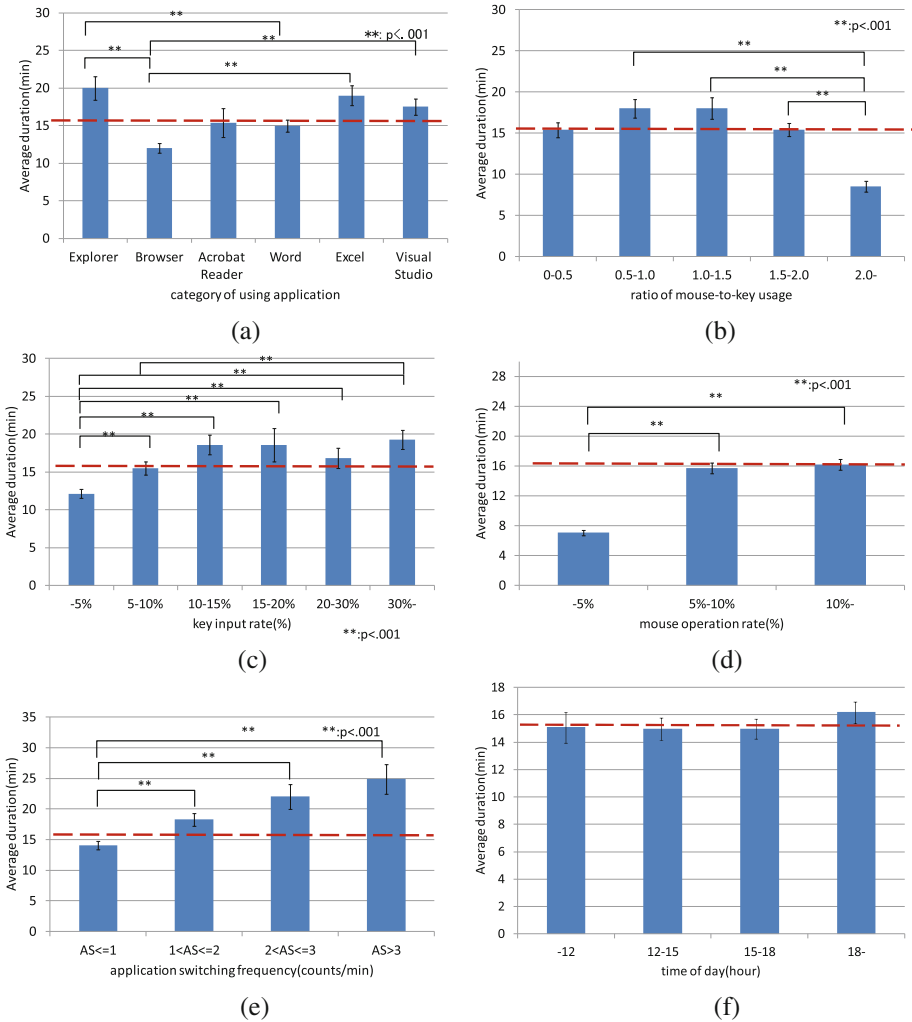 30
25
20
15
10
5
0
Average duration(min)
**
**: p<. 001
**
**
**
Explorer Browser Acrobat Reader Word Excel Visual Studio
category of using application
(a)
30
25
20
15
10
5
0
Average duration(min)
**:p<.001
**
**
**
0-0.5 0.5-1.0 1.0-1.5 1.5-2.0 2.0-
ratio of mouse-to-key usage
(b)
30
25
20
15
10
5
0
Average duration(min)
**
**
**
**
**
**
-5% 5-10% 10-15% 15-20% 20-30% 30%-
key input rate(%)
**:p<.001
(c)
28
24
20
16
12
8
4
0
Average duration(min)
**:p<.001
**
**
-5% 5%-10% 10%-
mouse operation rate(%)
(d)
35
30
25
20
15
10
5
0
Average duration(min)
** **:p<.001
**
**
AS<=1 1<AS<=2 2<AS<=3 AS>3
application switching frequency(counts/min)
(e)
18
16
14
12
10
8
6
4
2
0
Average duration(min)
-12 12-15 15-18 18-
time of day(hour)
(f)